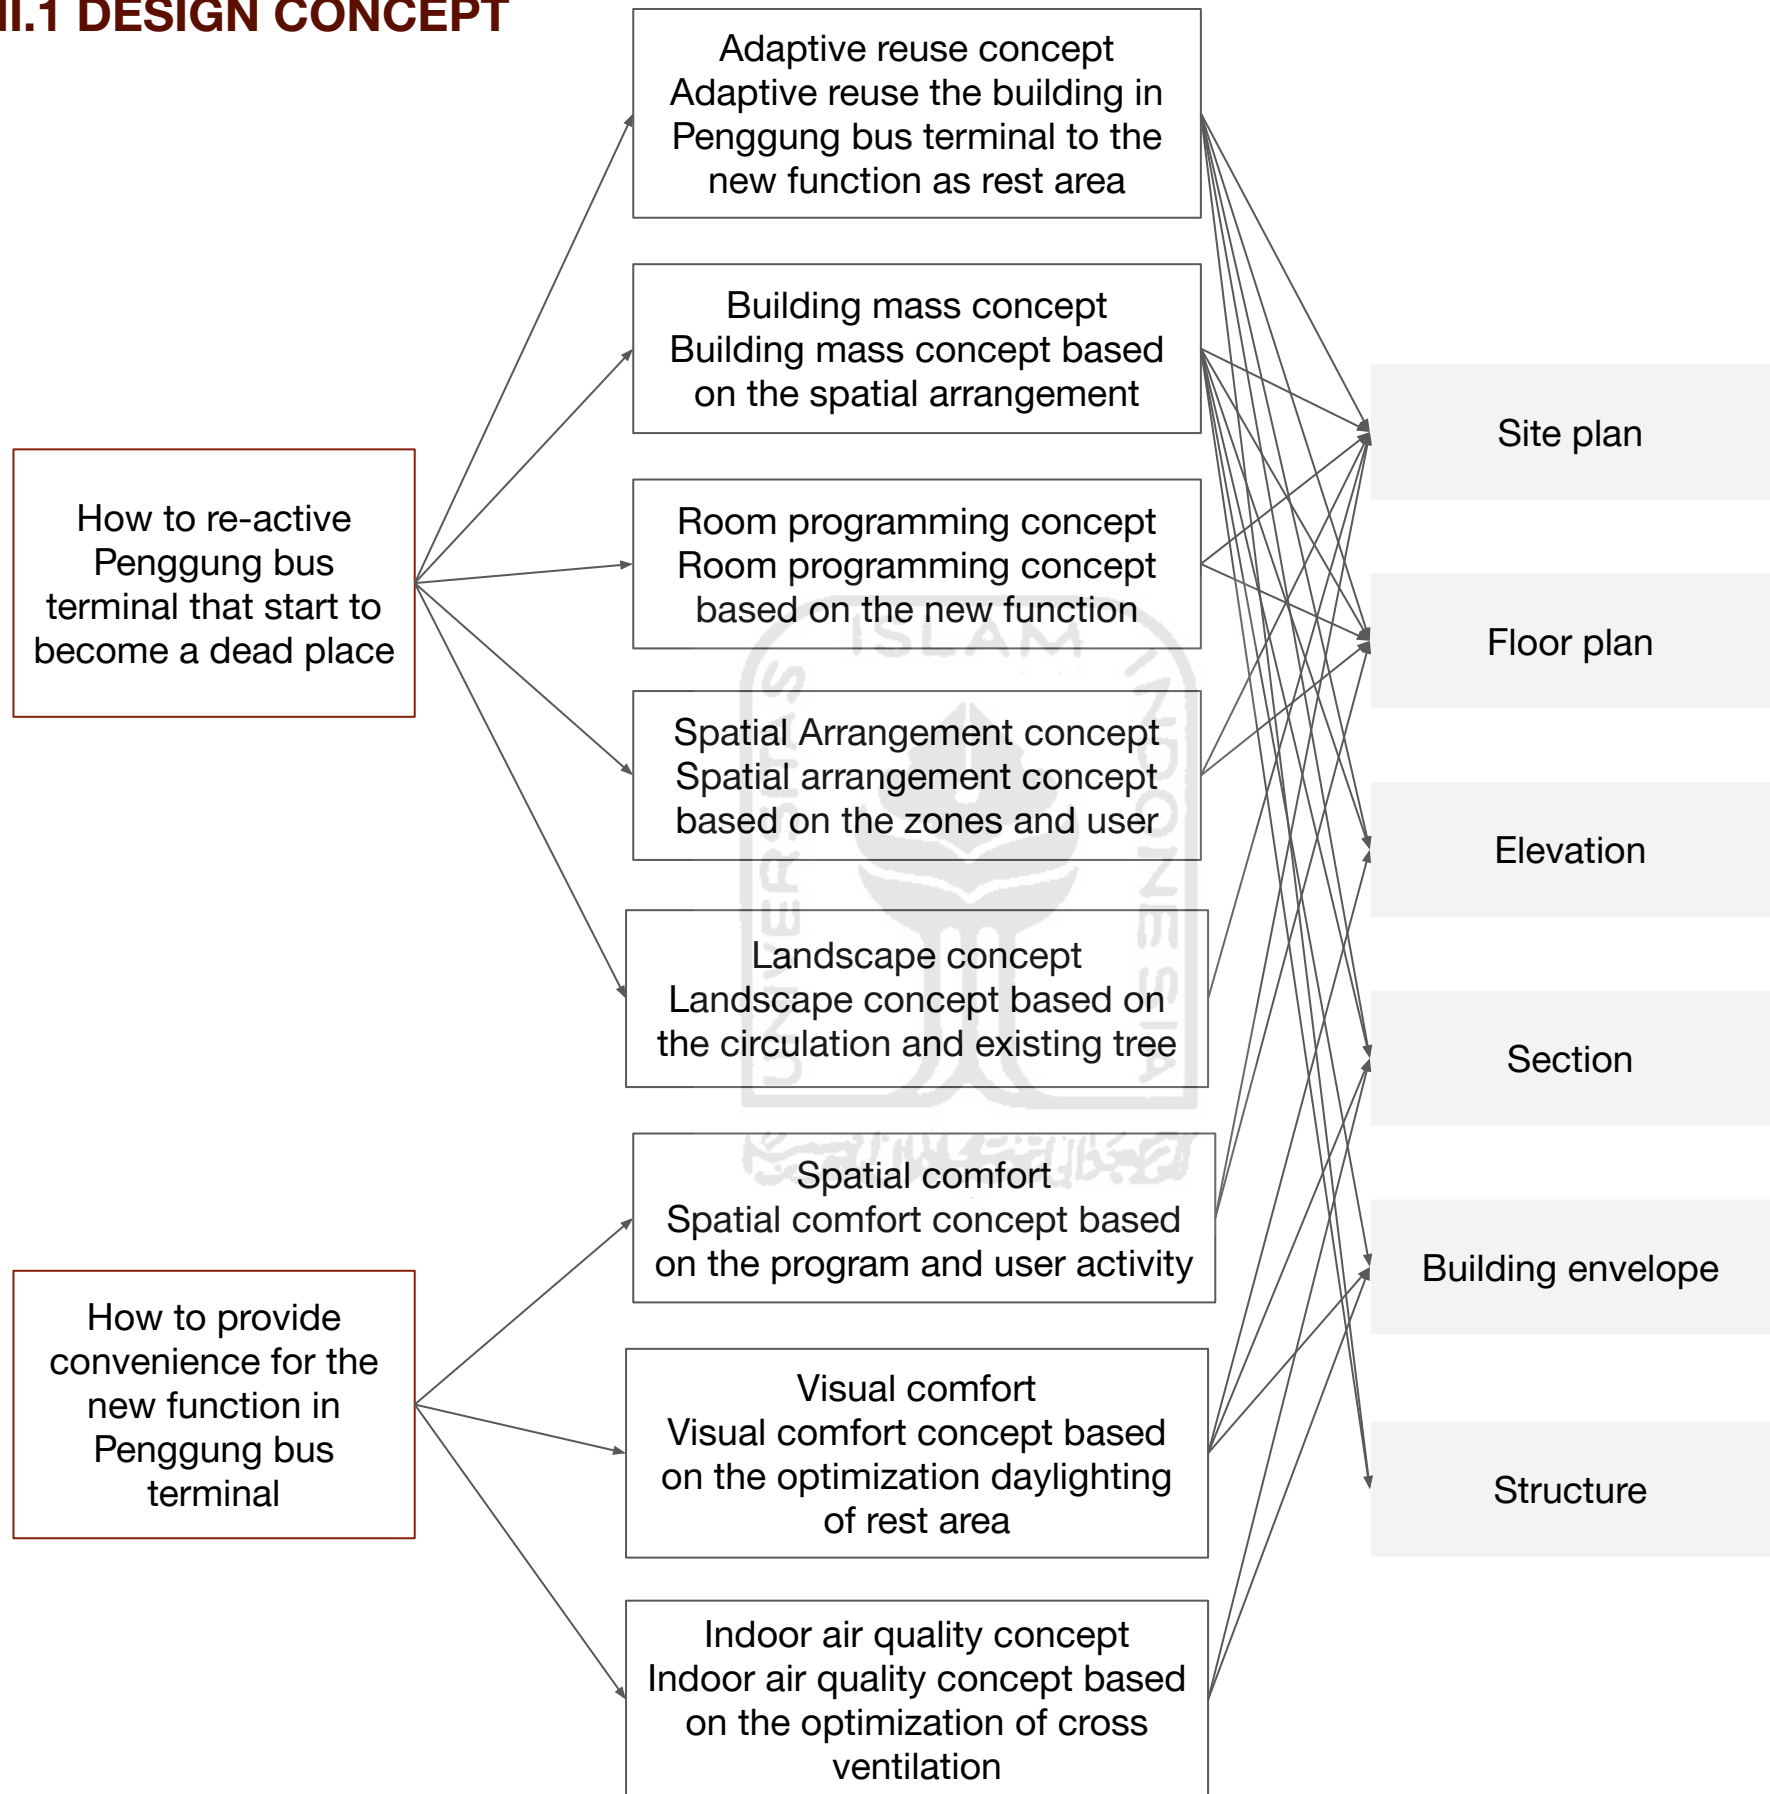 II.1 DESIGN CONCEPT
Adaptive reuse concept
Adaptive reuse the building in
Penggung bus terminal to the
new function as rest area
Building mass concept
Building mass concept based
on the spatial arrangement
How to re-active
Penggung bus
terminal that start to
become a dead place
Room programming concept
Room programming concept
based on the new function
Spatial Arrangement concept
Spatial arrangement concept
based on the zones and user
Landscape concept
Landscape concept based on
the circulation and existing tree
How to provide
convenience for the
new function in
Penggung bus
terminal
Spatial comfort
Spatial comfort concept based
on the program and user activity
Visual comfort
Visual comfort concept based
on the optimization daylighting
of rest area
Indoor air quality concept
Indoor air quality concept based
on the optimization of cross
ventilation
Site plan
Floor plan
Elevation
Section
Building envelope
Structure
UNIVERSITAS
ISLAM
INDONESIA